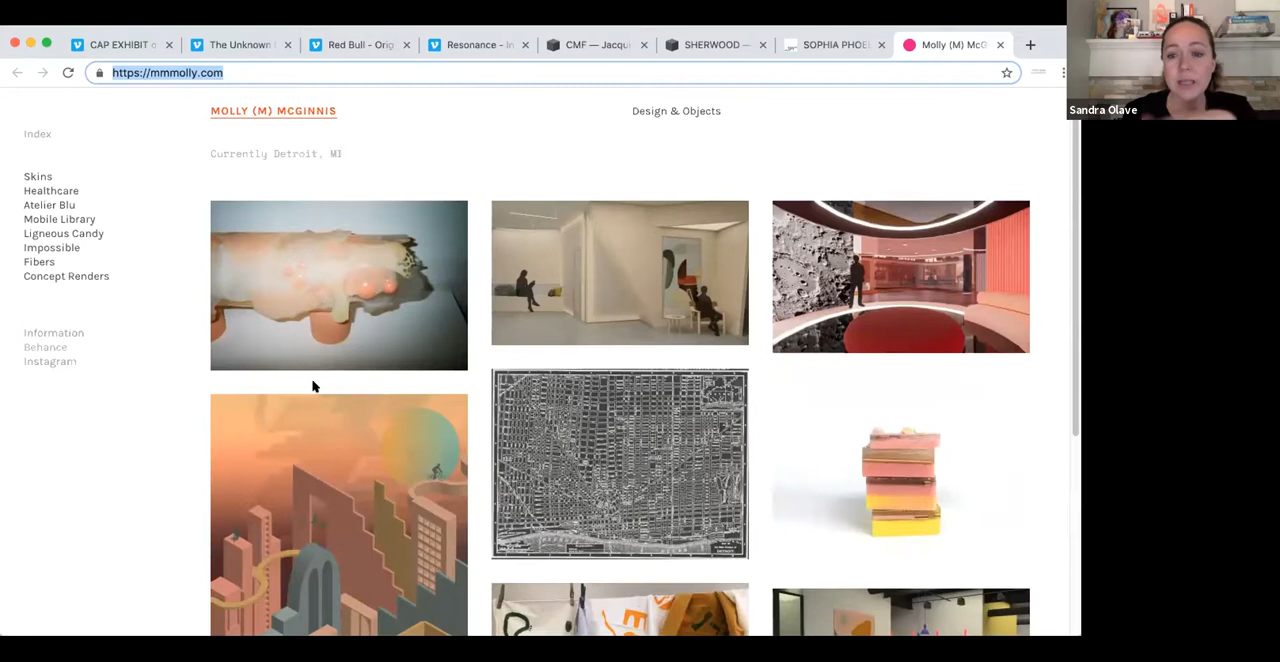 CAP EXHIBIT
The Unknown
Red Bull - Orig
Resonance - In
CMF — Jacqu
SHERWOOD —
SOPHIA PHOE
Molly (M) McG
https://mmmolly.com
Sandra Olave
MOLLY (M) MCGINNIS
Design & Objects
Index
Currently Detroit, MI
Skins
Healthcare
Atelier Blu
Mobile Library
Ligneous Candy
Impossible
Fibers
Concept Renders
Information
Behance
Instagram
DETROIT